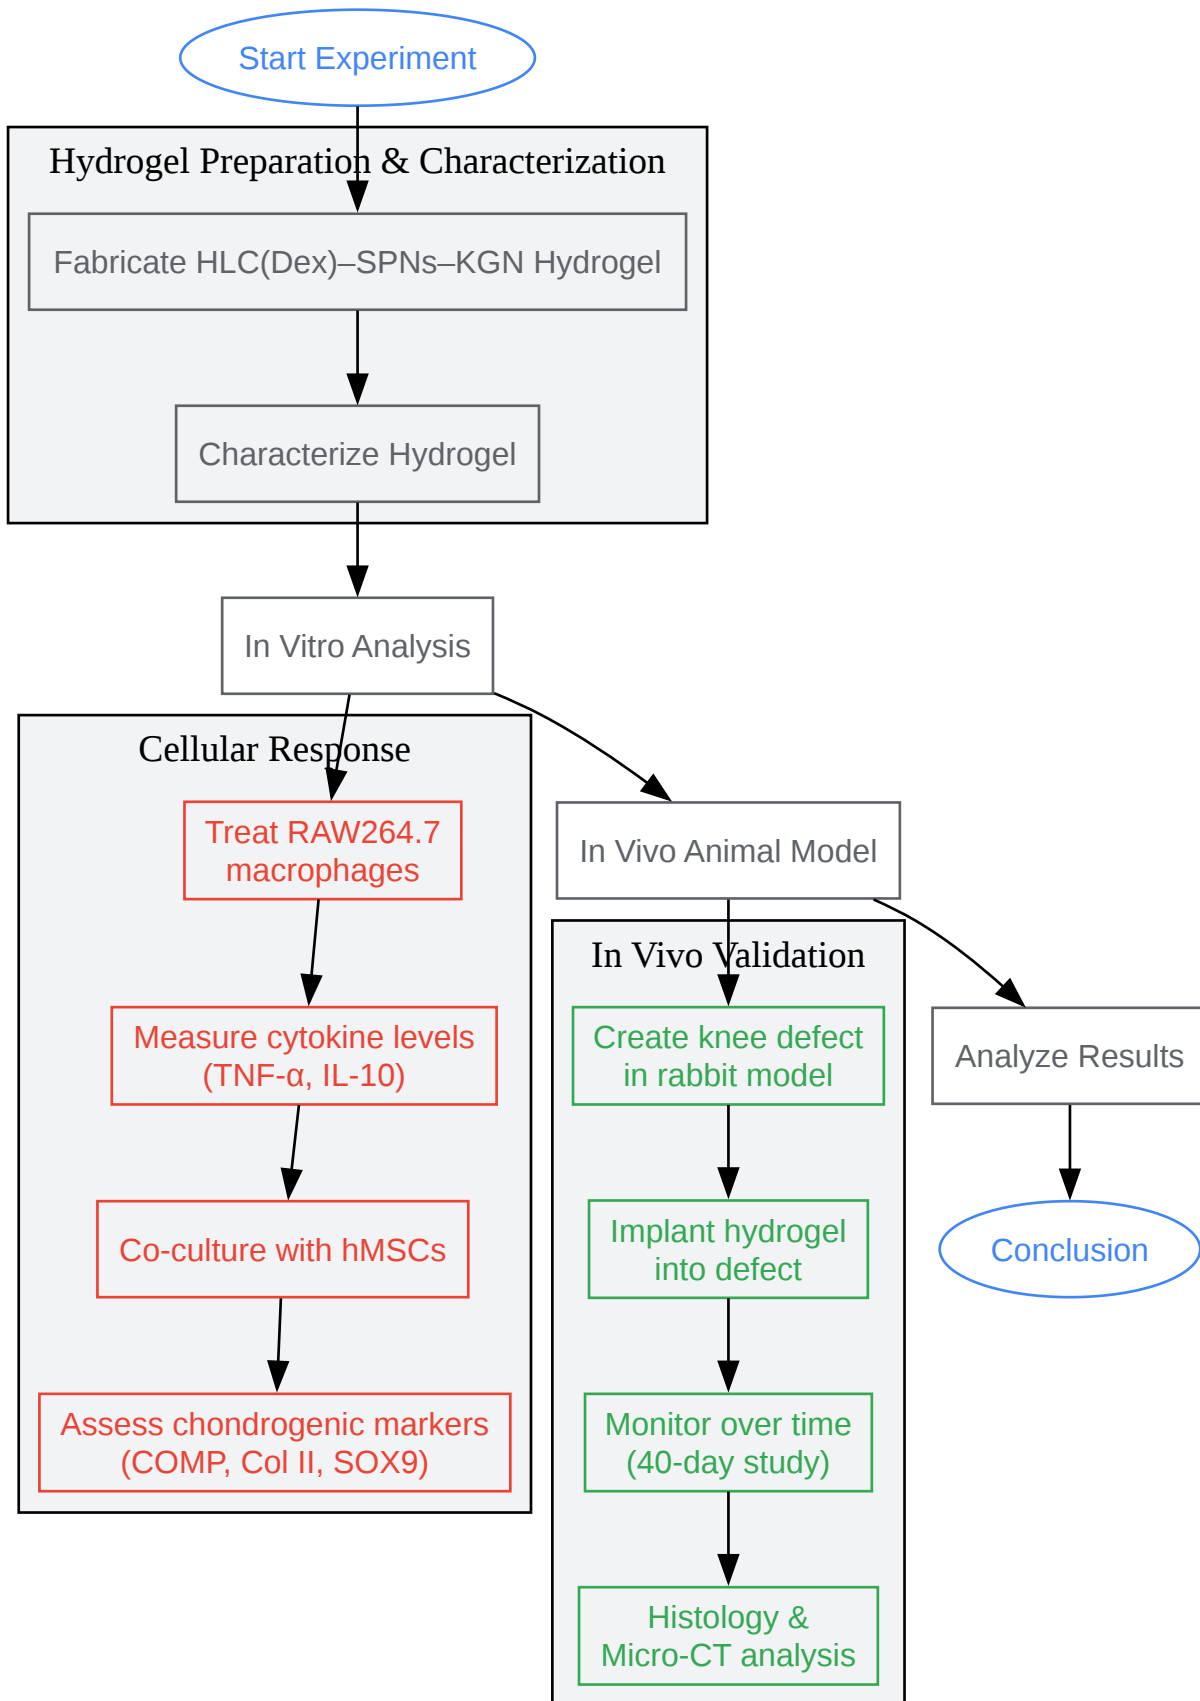 Start Experiment
Hydrogel Preparation & Characterization
Fabricate HLC(Dex)–SPNs–KGN Hydrogel
Characterize Hydrogel
In Vitro Analysis
Cellular Response
Treat RAW264.7
macrophages
Measure cytokine levels
(TNF-α, IL-10)
Co-culture with hMSCs
Assess chondrogenic markers
(COMP, Col II, SOX9)
In Vivo Animal Model
In Vivo Validation
Create knee defect
in rabbit model
Implant hydrogel
into defect
Monitor over time
(40-day study)
Histology &
Micro-CT analysis
Analyze Results
Conclusion